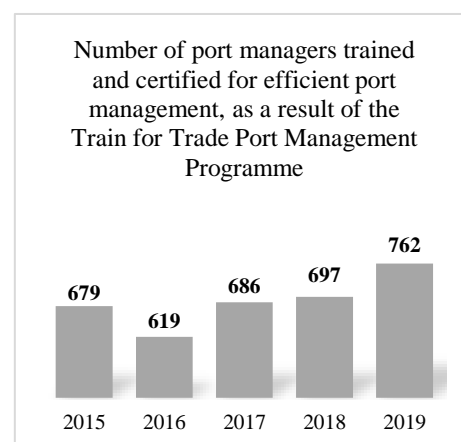 Number of port managers trained
and certified for efficient port
management, as a result of the
Train for Trade Port Management
Programme
762
697
686
679
619
2015 2016 2017 2018 2019